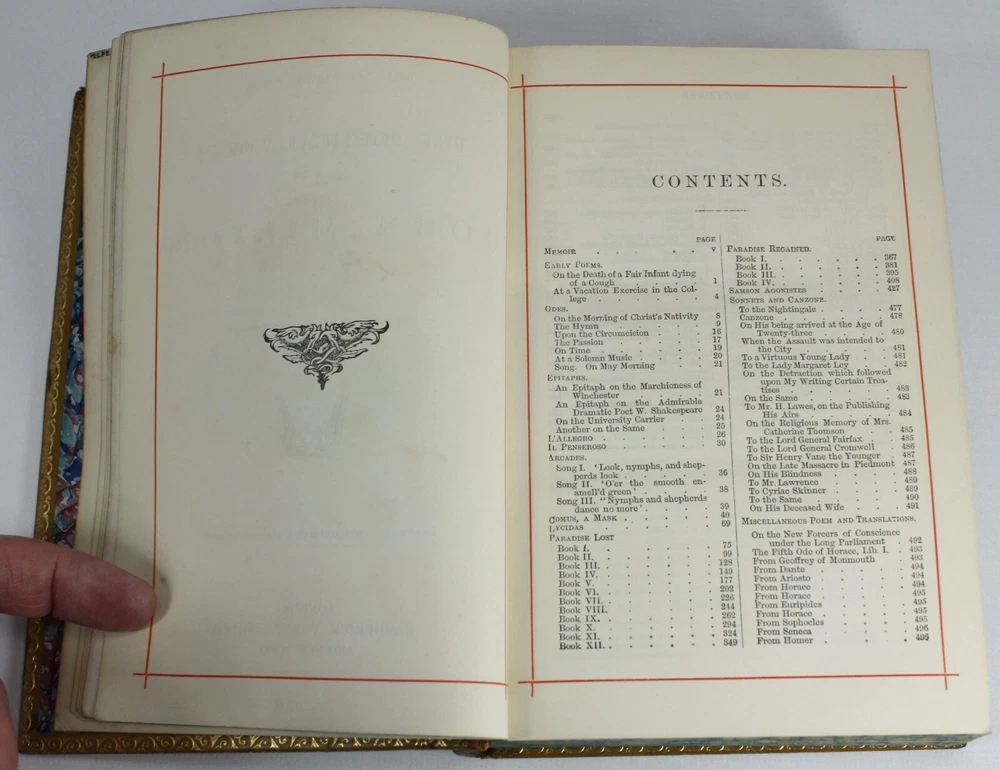 CONTENTS.
PAGE
MEMOIR . . . . . v
EARLY POEMS.
On the Death of a Fair Infant dying
of a Cough . . . . 1
At a Vacation Exercise in the Col-
lege . . . . . 4
ODES.
On the Morning of Christ's Nativity 8
The Hymn . . . . 9
Upon the Circumcision . . 16
The Passion . . . . 17
On Time . . . . . 19
At a Solemn Music . . . 20
Song. On May Morning . . 21
EPITAPHS.
An Epitaph on the Marchioness of
Winchester . . . . 21
An Epitaph on the Admirable
Dramatic Poet W. Shakespeare 24
On the University Carrier . . 24
Another on the Same . . . 25
L'ALLEGRO . . . . . 26
IL PENSEROSO . . . . 30
ARCADES.
Song I. 'Look, nymphs, and shep-
perds look . . . . 36
Song II. 'O'er the smooth en-
amell'd green' . . . . 38
Song III. "Nymphs and shepherds
dance no more' . . . . 39
COMUS, A MASK . . . . 40
LYCIDAS . . . . . 69
PARADISE LOST
Book I. . . . . . 75
Book II. . . . . . 99
Book III. . . . . . 128
Book IV. . . . . . 149
Book V. . . . . . 177
Book VI. . . . . . 202
Book VII. . . . . . 226
Book VIII. . . . . . 244
Book IX. . . . . . 262
Book X. . . . . . 294
Book XI. . . . . . 324
Book XII. . . . . . 349
PAGE
PARADISE REGAINED.
Book I. . . . . . . 367
Book II. . . . . . . 381
Book III. . . . . . . 395
Book IV. . . . . . . 408
SAMSON AGONISTES . . . . 427
SONNETS AND CANZONE.
To the Nightingale . . . . 477
Canzone . . . . . . 478
On His being arrived at the Age of
Twenty-three . . . . 480
When the Assault was intended to
the City . . . . . 481
To a Virtuous Young Lady . . 481
To the Lady Margaret Ley . . 482
On the Detraction which followed
upon My Writing Certain Trea-
tises . . . . . 483
On the Same . . . . 483
To Mr. H. Lawes, on the Publishing
His Airs . . . . . 484
On the Religious Memory of Mrs.
Catherine Thomson . . . 485
To the Lord General Fairfax . . 485
To the Lord General Cromwell . 486
To Sir Henry Vane the Younger . 487
On the Late Massacre in Piedmont 487
On His Blindness . . . . 488
To Mr. Lawrence . . . . 489
To Cyriac Skinner . . . . 489
To the Same . . . . . 490
On His Deceased Wife . . . 491
MISCELLANEOUS POEM AND TRANSLATIONS.
On the New Forcers of Conscience
under the Long Parliament . 492
The Fifth Ode of Horace, Lib. I. . 493
From Geoffrey of Monmouth . 493
From Dante . . . . . 494
From Ariosto . . . . 494
From Horace . . . . . 494
From Horace . . . . . 495
From Euripides . . . . 495
From Horace . . . . . 495
From Sophocles . . . . 495
From Seneca . . . . . 496
From Homer . . . . . 496